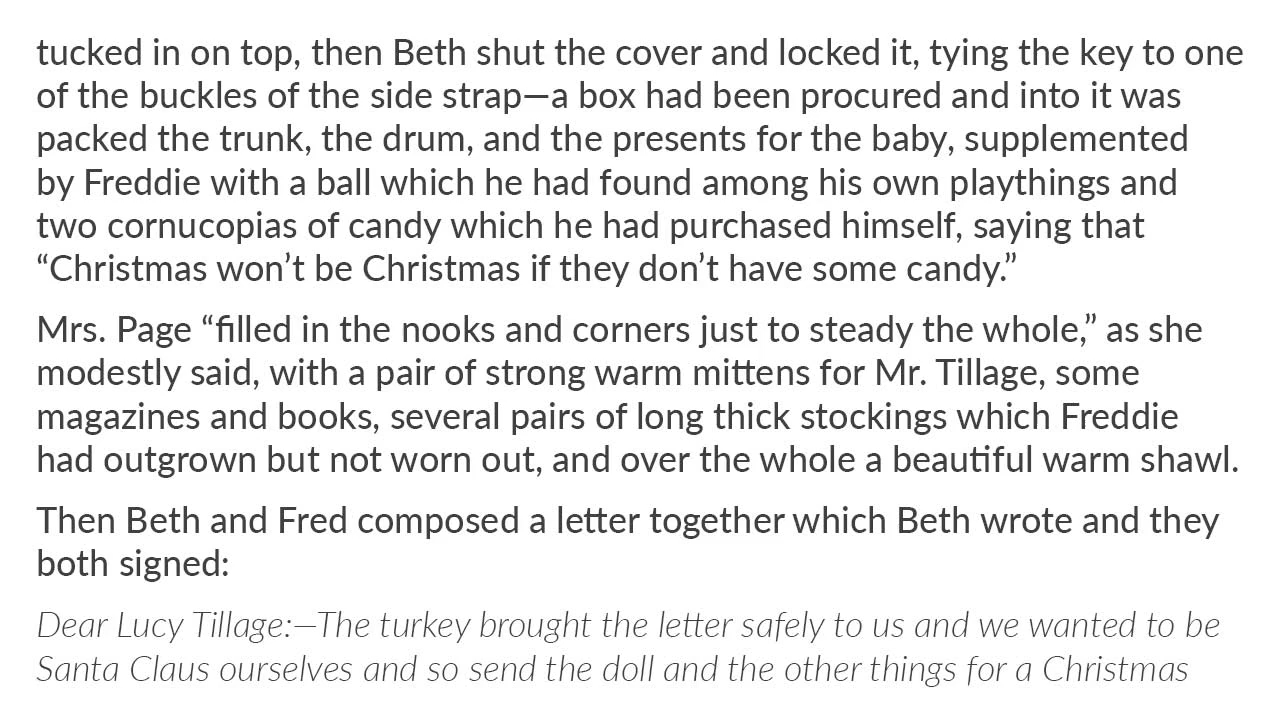 tucked in on top, then Beth shut the cover and locked it, tying the key to one
of the buckles of the side strap—a box had been procured and into it was
packed the trunk, the drum, and the presents for the baby, supplemented
by Freddie with a ball which he had found among his own playthings and
two cornucopias of candy which he had purchased himself, saying that
“Christmas won’t be Christmas if they don’t have some candy.”
Mrs. Page “filled in the nooks and corners just to steady the whole,” as she
modestly said, with a pair of strong warm mittens for Mr. Tillage, some
magazines and books, several pairs of long thick stockings which Freddie
had outgrown but not worn out, and over the whole a beautiful warm shawl.
Then Beth and Fred composed a letter together which Beth wrote and they
both signed:
Dear Lucy Tillage:—The turkey brought the letter safely to us and we wanted to be
Santa Claus ourselves and so send the doll and the other things for a Christmas